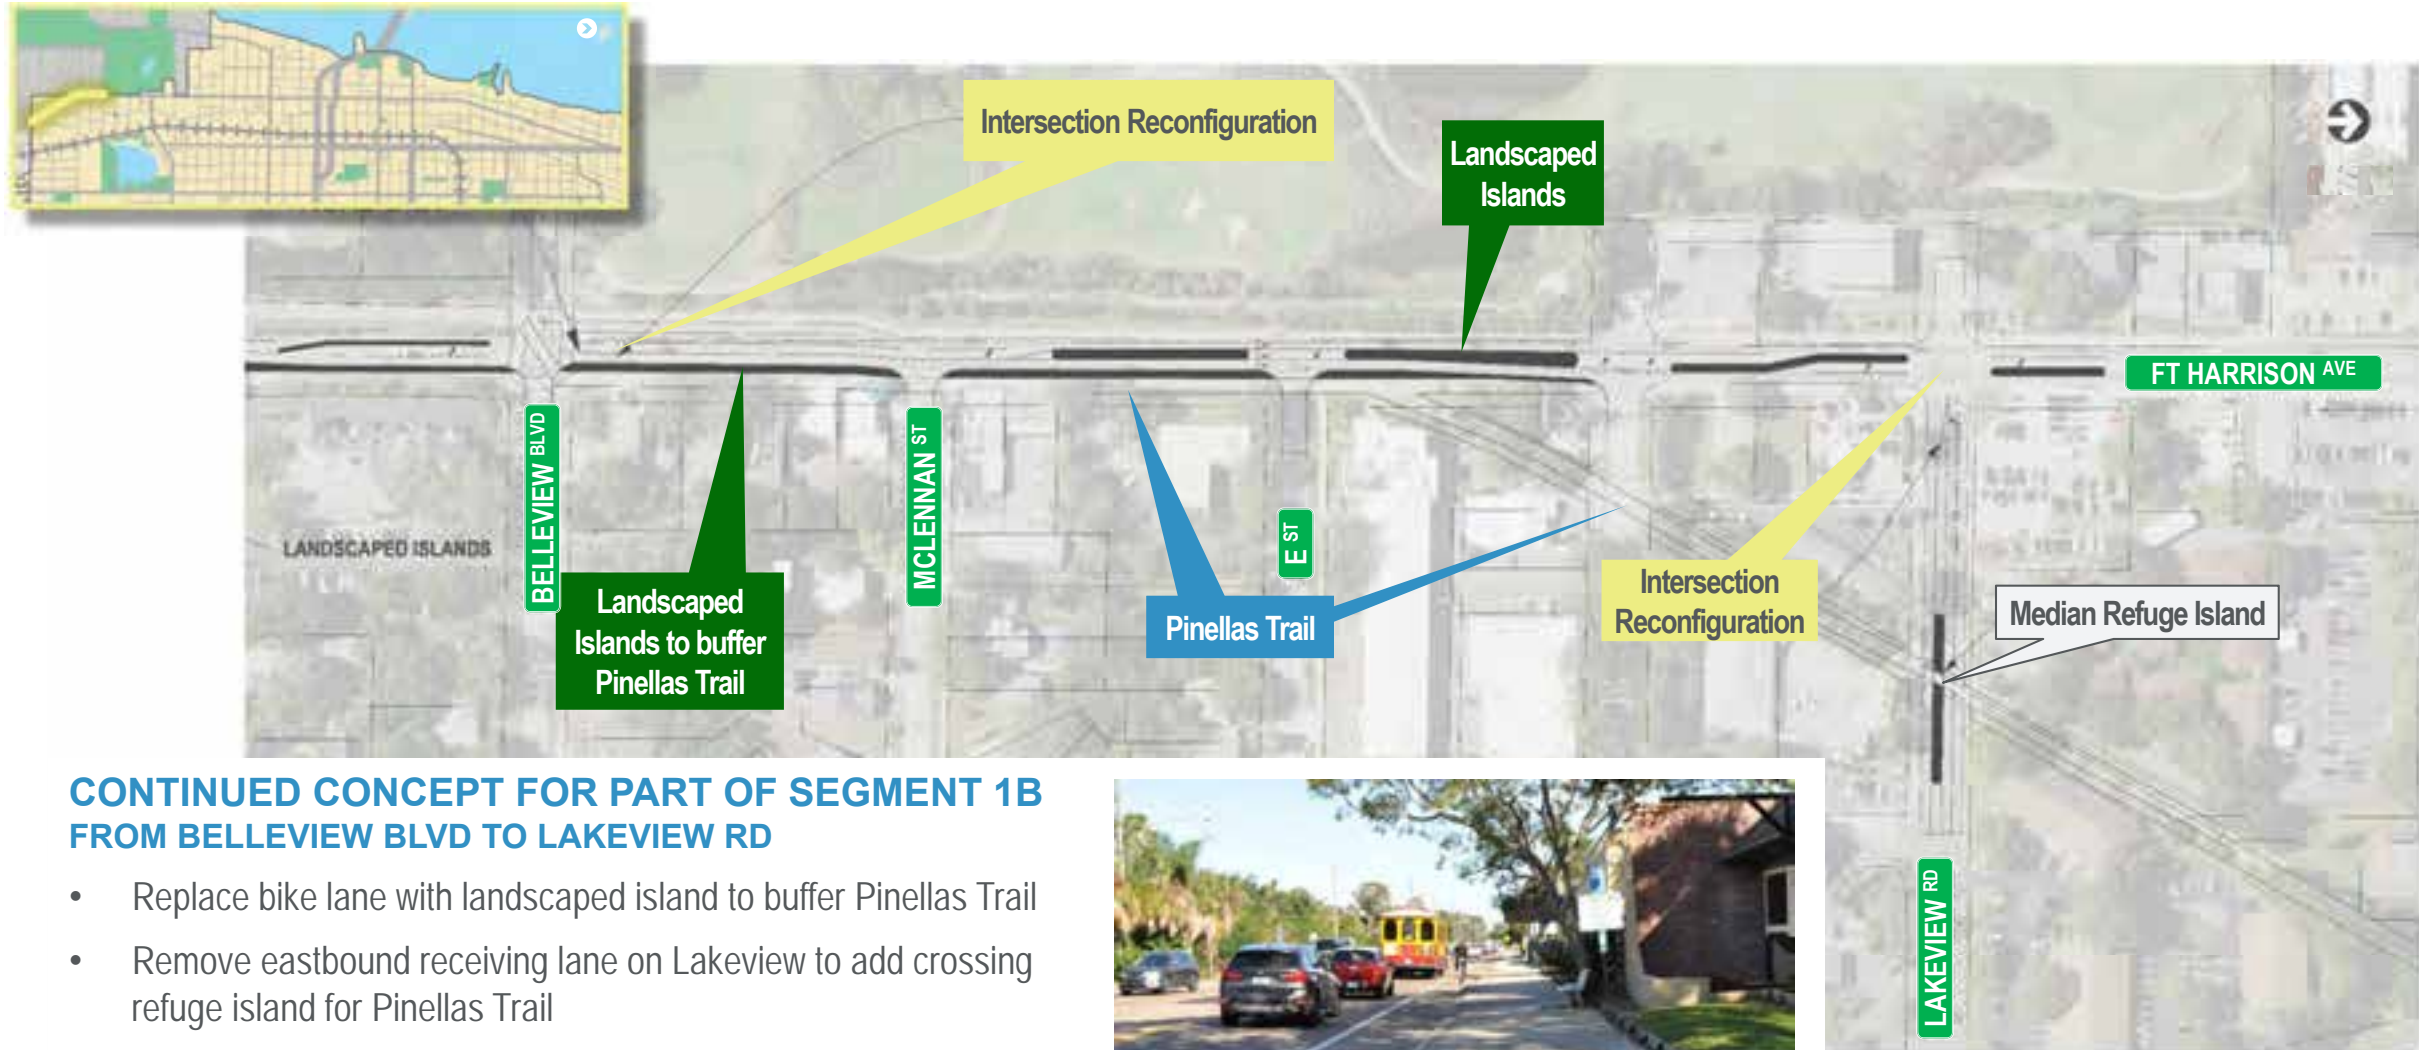 Intersection Reconfiguration
Landscaped
Islands
FT HARRISON AVE
BELLEVIEW BLVD
MCLENNAN ST
E ST
LANDSCAPED ISLANDS
Landscaped
Islands to buffer
Pinellas Trail
Pinellas Trail
Intersection
Reconfiguration
Median Refuge Island
LAKEVIEW RD
CONTINUED CONCEPT FOR PART OF SEGMENT 1B
FROM BELLEVIEW BLVD TO LAKEVIEW RD
• Replace bike lane with landscaped island to buffer Pinellas Trail
• Remove eastbound receiving lane on Lakeview to add crossing
refuge island for Pinellas Trail